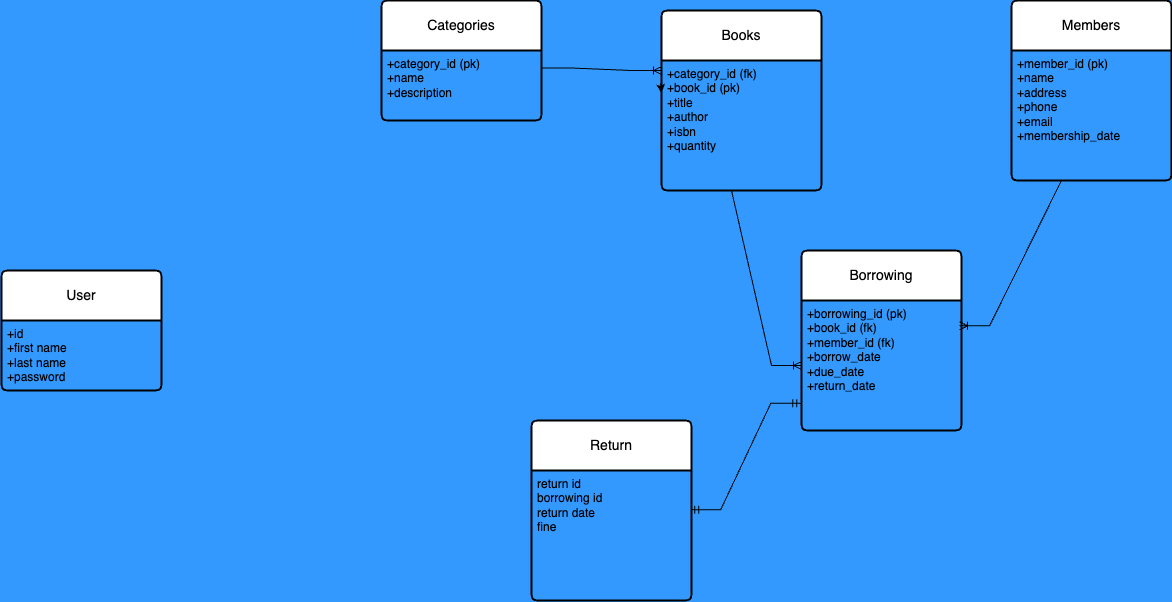 Categories
+category_id (pk)
+name
+description
Books
+category_id (fk)
+book_id (pk)
+title
+author
+isbn
+quantity
Members
+member_id (pk)
+name
+address
+phone
+email
+membership_date
User
+id
+first name
+last name
+password
Borrowing
+borrowing_id (pk)
+book_id (fk)
+member_id (fk)
+borrow_date
+due_date
+return_date
Return
return id
borrowing id
return date
fine